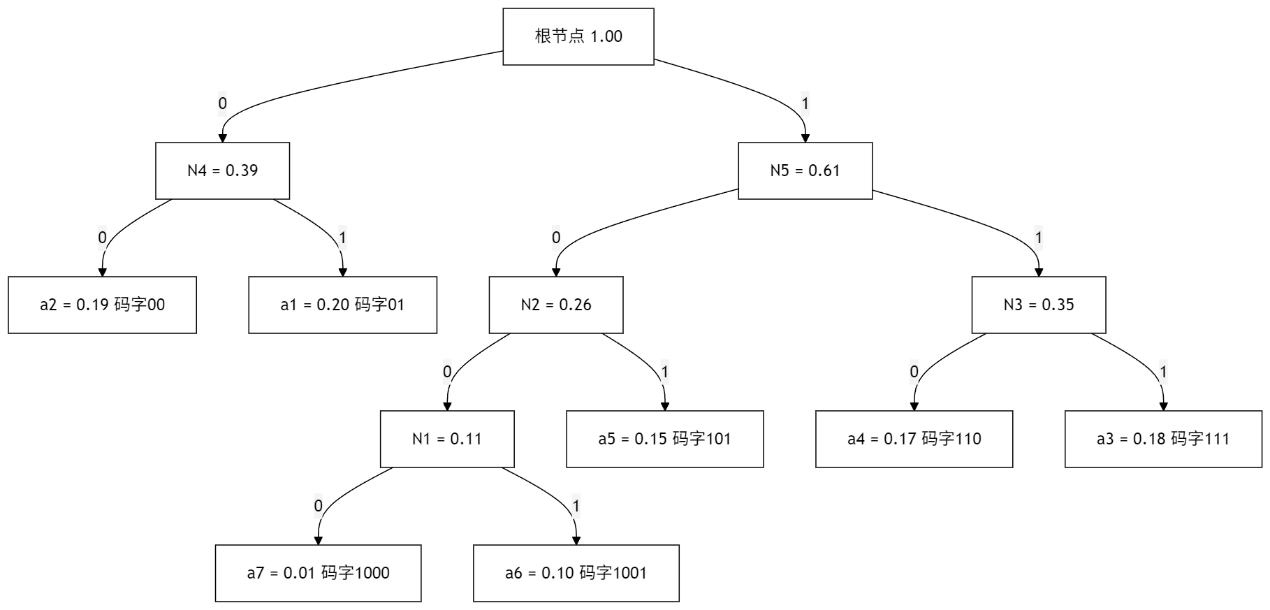 根节点 1.00
0
1
N4 = 0.39
N5 = 0.61
0
1
0
1
a2 = 0.19 码字00
a1 = 0.20 码字01
N2 = 0.26
N3 = 0.35
0
1
0
1
N1 = 0.11
a5 = 0.15 码字101
a4 = 0.17 码字110
a3 = 0.18 码字111
0
1
a7 = 0.01 码字1000
a6 = 0.10 码字1001